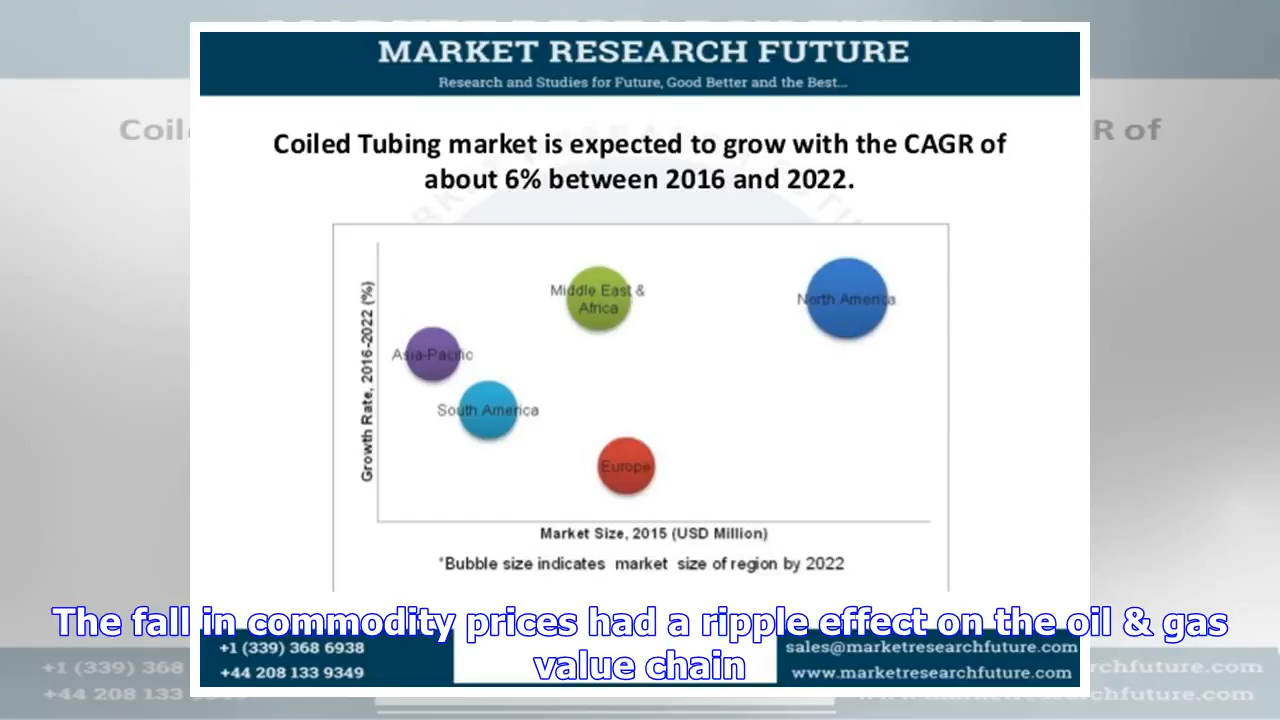 MARKET RESEARCH FUTURE
Research and Studies for Future, Good Better and the Best...
Coiled Tubing market is expected to grow with the CAGR of
about 6% between 2016 and 2022.
Growth Rate, 2016-2022 (%)
Middle East &
Africa
North America
Asia-Pacific
South America
Europe
Market Size, 2015 (USD Million)
*Bubble size indicates market size of region by 2022
The fall in commodity prices had a ripple effect on the oil & gas
value chain
+1 (339) 368 6938
+44 208 133 9349
sales@marketresearchfuture.com
www.marketresearchfuture.com